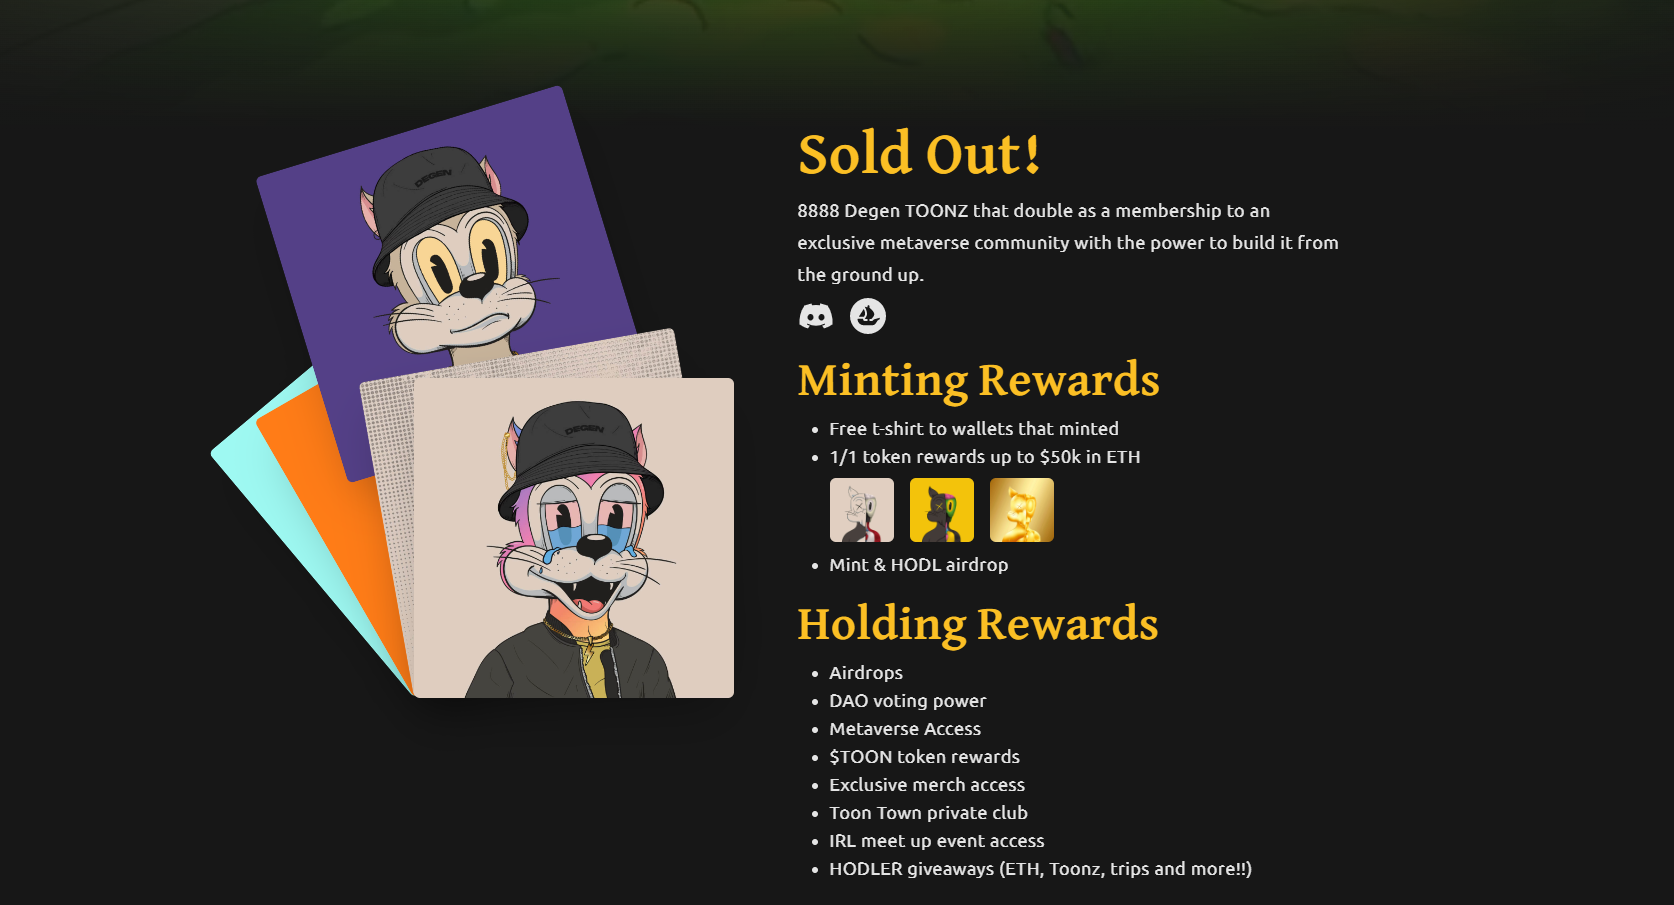 DEGEN
DEGEN
Sold Out!
8888 Degen TOONZ that double as a membership to an
exclusive metaverse community with the power to build it from
the ground up.
Minting Rewards
• Free t-shirt to wallets that minted
• 1/1 token rewards up to $50k in ETH
• Mint & HODL airdrop
Holding Rewards
• Airdrops
• DAO voting power
• Metaverse Access
• $TOON token rewards
• Exclusive merch access
• Toon Town private club
• IRL meet up event access
• HODLER giveaways (ETH, Toonz, trips and more!!)